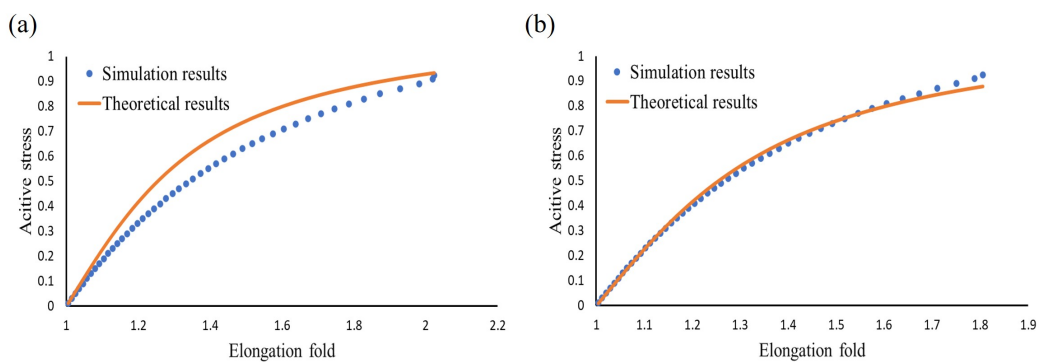 (a)
1
0.9
0.8
0.7
0.6
0.5
0.4
0.3
0.2
0.1
0
Acitive stress
Simulation results
Theoretical results
1 1.2 1.4 1.6 1.8 2 2.2
Elongation fold
(b)
1
0.9
0.8
0.7
0.6
0.5
0.4
0.3
0.2
0.1
0
Acitive stress
Simulation results
Theoretical results
1 1.1 1.2 1.3 1.4 1.5 1.6 1.7 1.8 1.9
Elongation fold